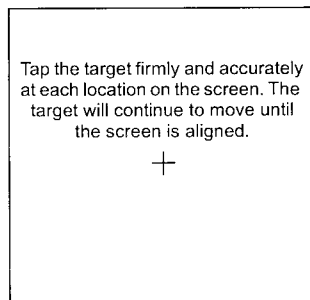 Tap the target firmly and accurately
at each location on the screen. The
target will continue to move until
the screen is aligned.